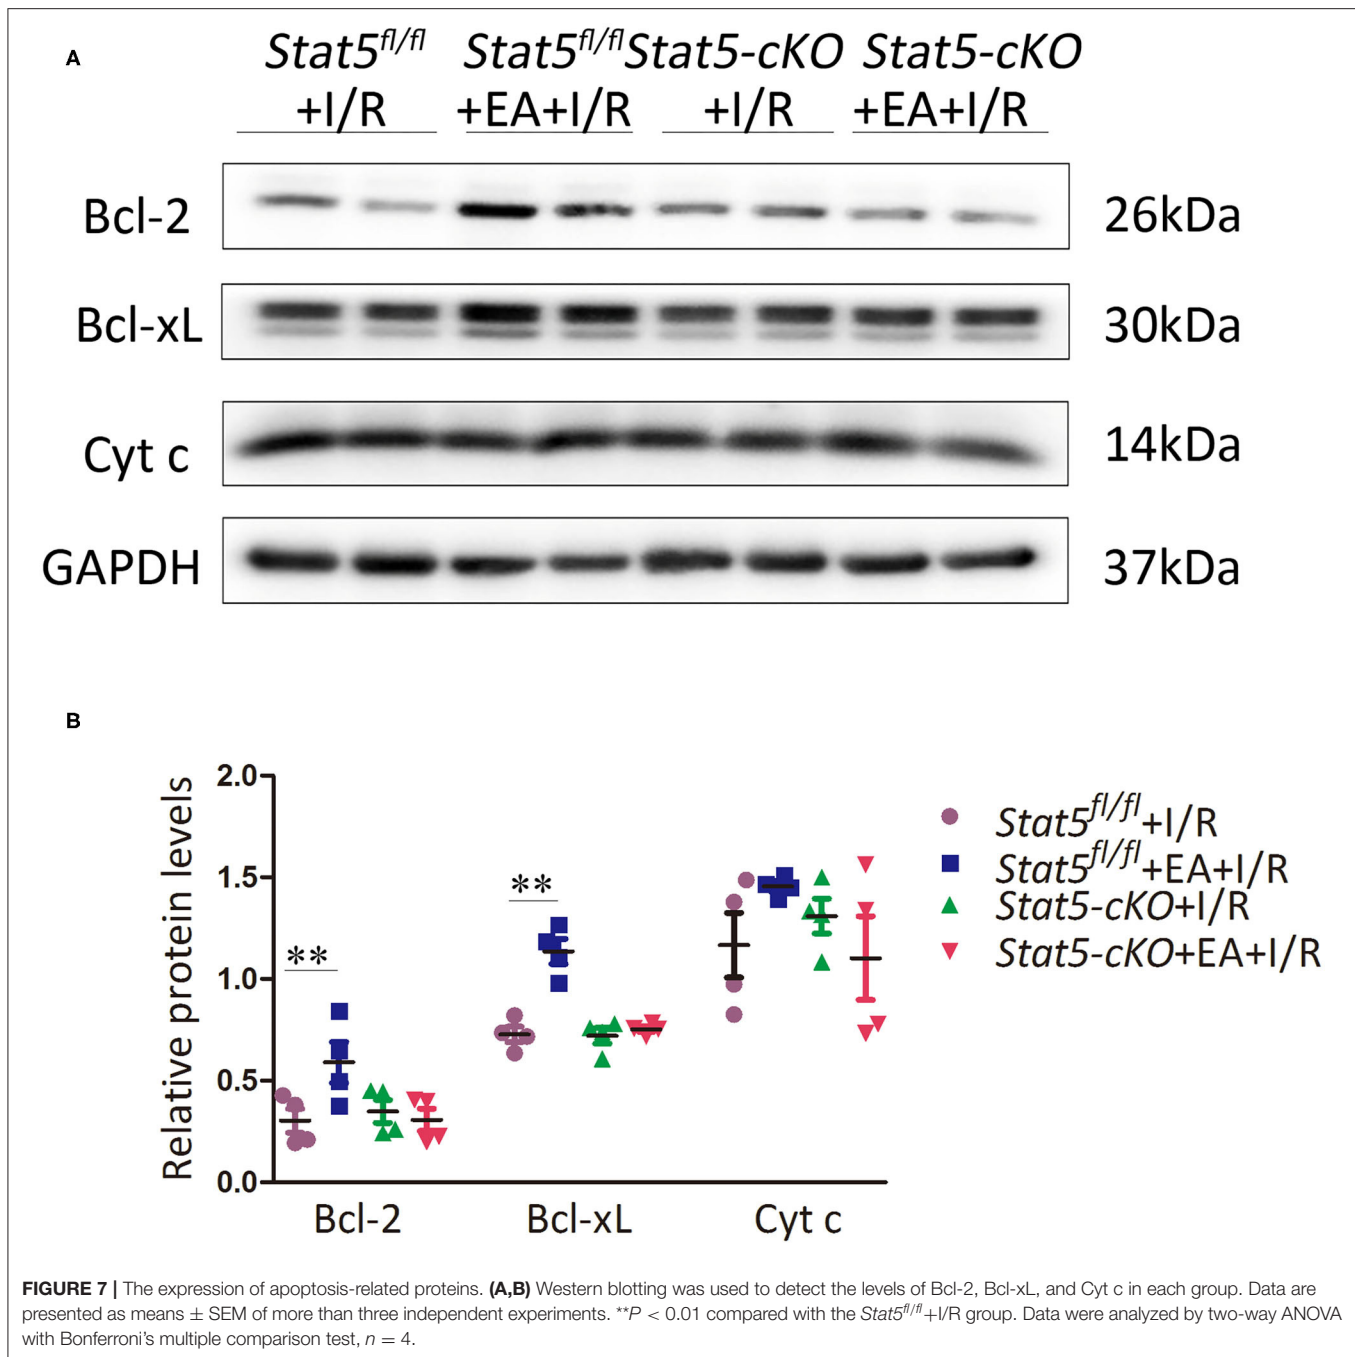 A
Stat5fl/fl Stat5fl/fl Stat5-cKO Stat5-cKO
+I/R +EA+I/R +I/R +EA+I/R
Bcl-2 26kDa
Bcl-xL 30kDa
Cyt c 14kDa
GAPDH 37kDa
B
Relative protein levels
2.0
1.5
1.0
0.5
0.0
**
**
Bcl-2 Bcl-xL Cyt c
Stat5fl/fl+I/R
Stat5fl/fl+EA+I/R
Stat5-cKO+I/R
Stat5-cKO+EA+I/R
FIGURE 7 | The expression of apoptosis-related proteins. (A,B) Western blotting was used to detect the levels of Bcl-2, Bcl-xL, and Cyt c in each group. Data are
presented as means ± SEM of more than three independent experiments. **P < 0.01 compared with the Stat5fl/fl+I/R group. Data were analyzed by two-way ANOVA
with Bonferroni's multiple comparison test, n = 4.